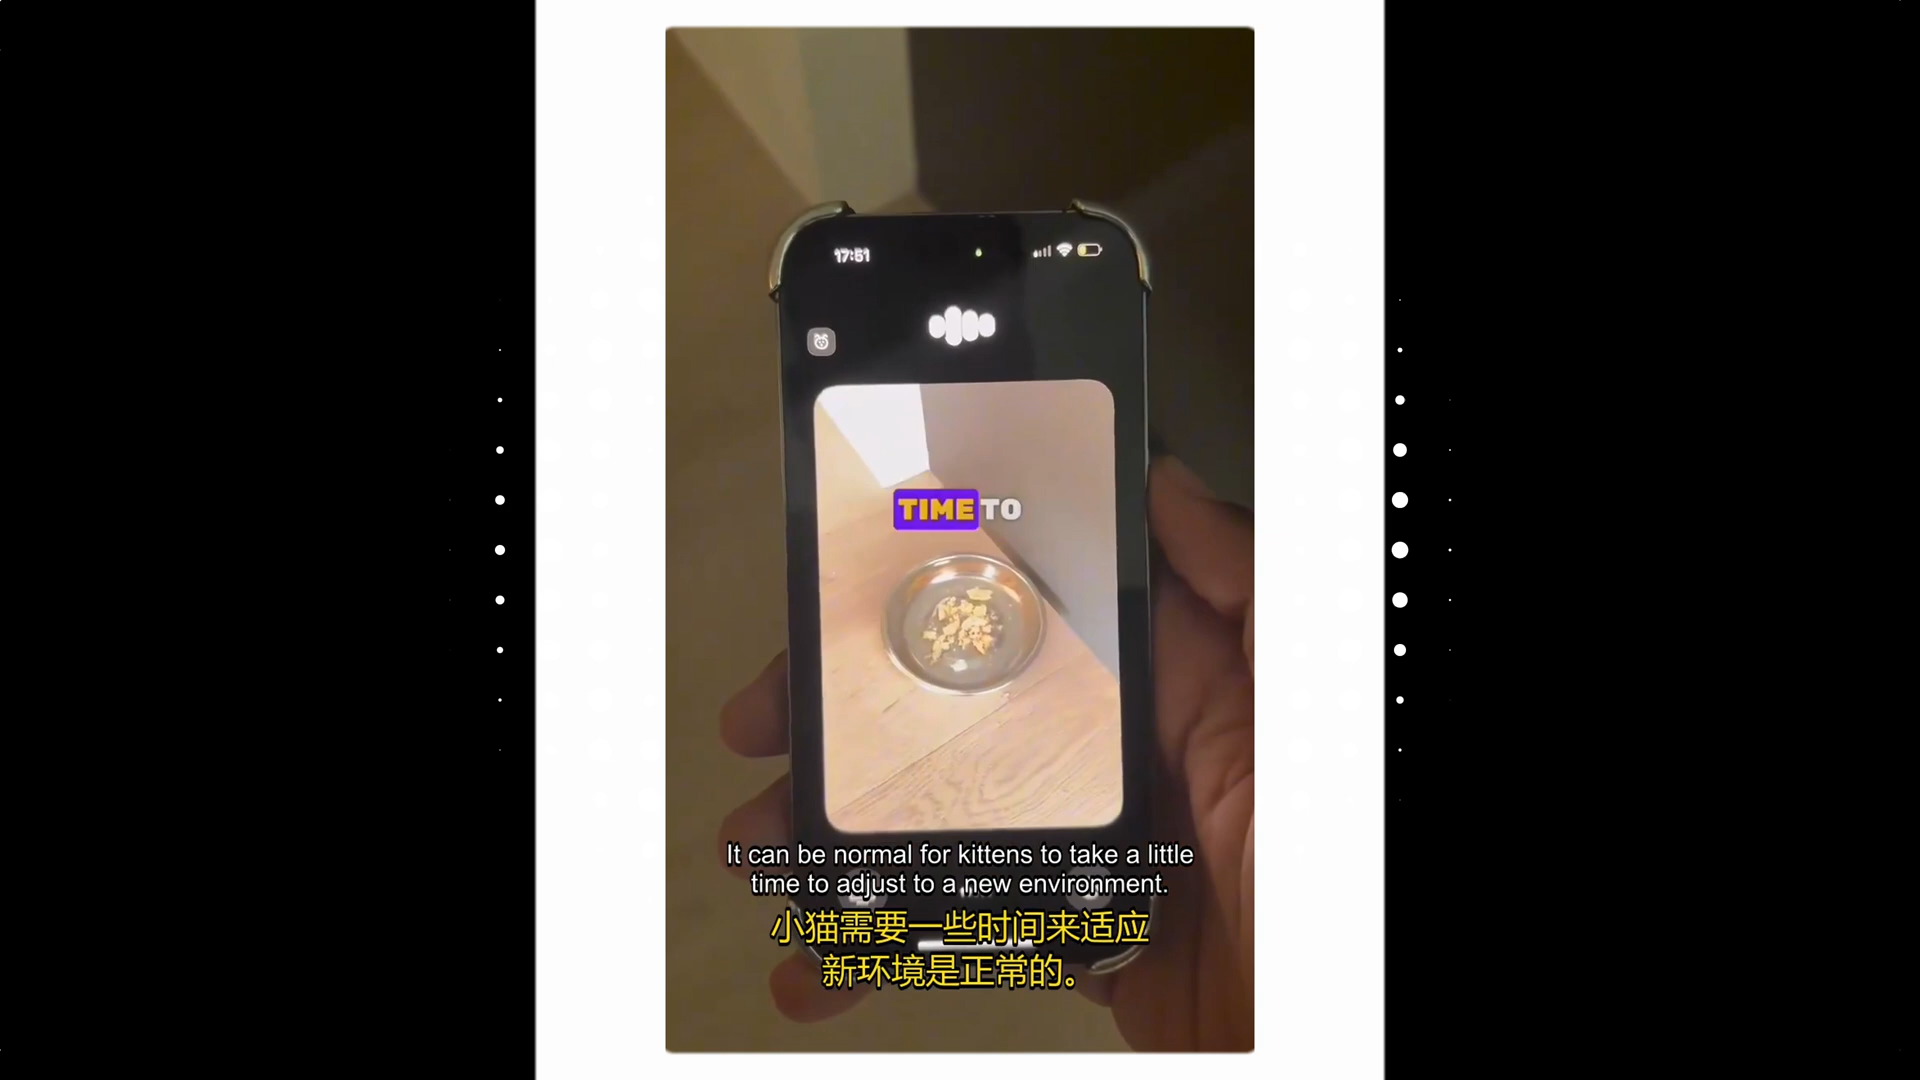 17:51
TIME TO
It can be normal for kittens to take a little
time to adjust to a new environment.
小猫需要一些时间来适应
新环境是正常的。